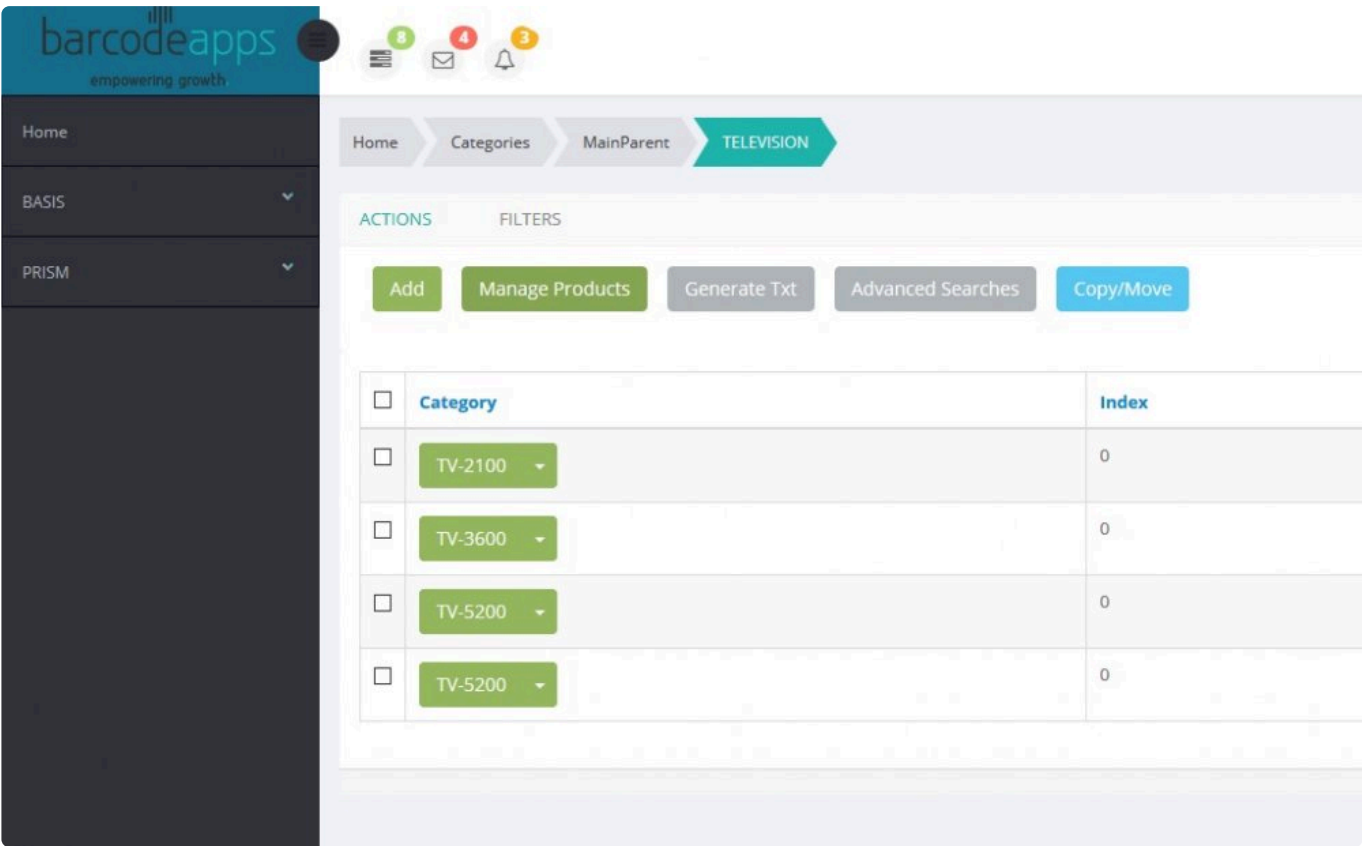 barcodeapps
empowering growth.
8 4 3
Home
BASIS
PRISM
Home Categories MainParent TELEVISION
ACTIONS FILTERS
Add Manage Products Generate Txt Advanced Searches Copy/Move
Category Index
TV-2100 0
TV-3600 0
TV-5200 0
TV-5200 0